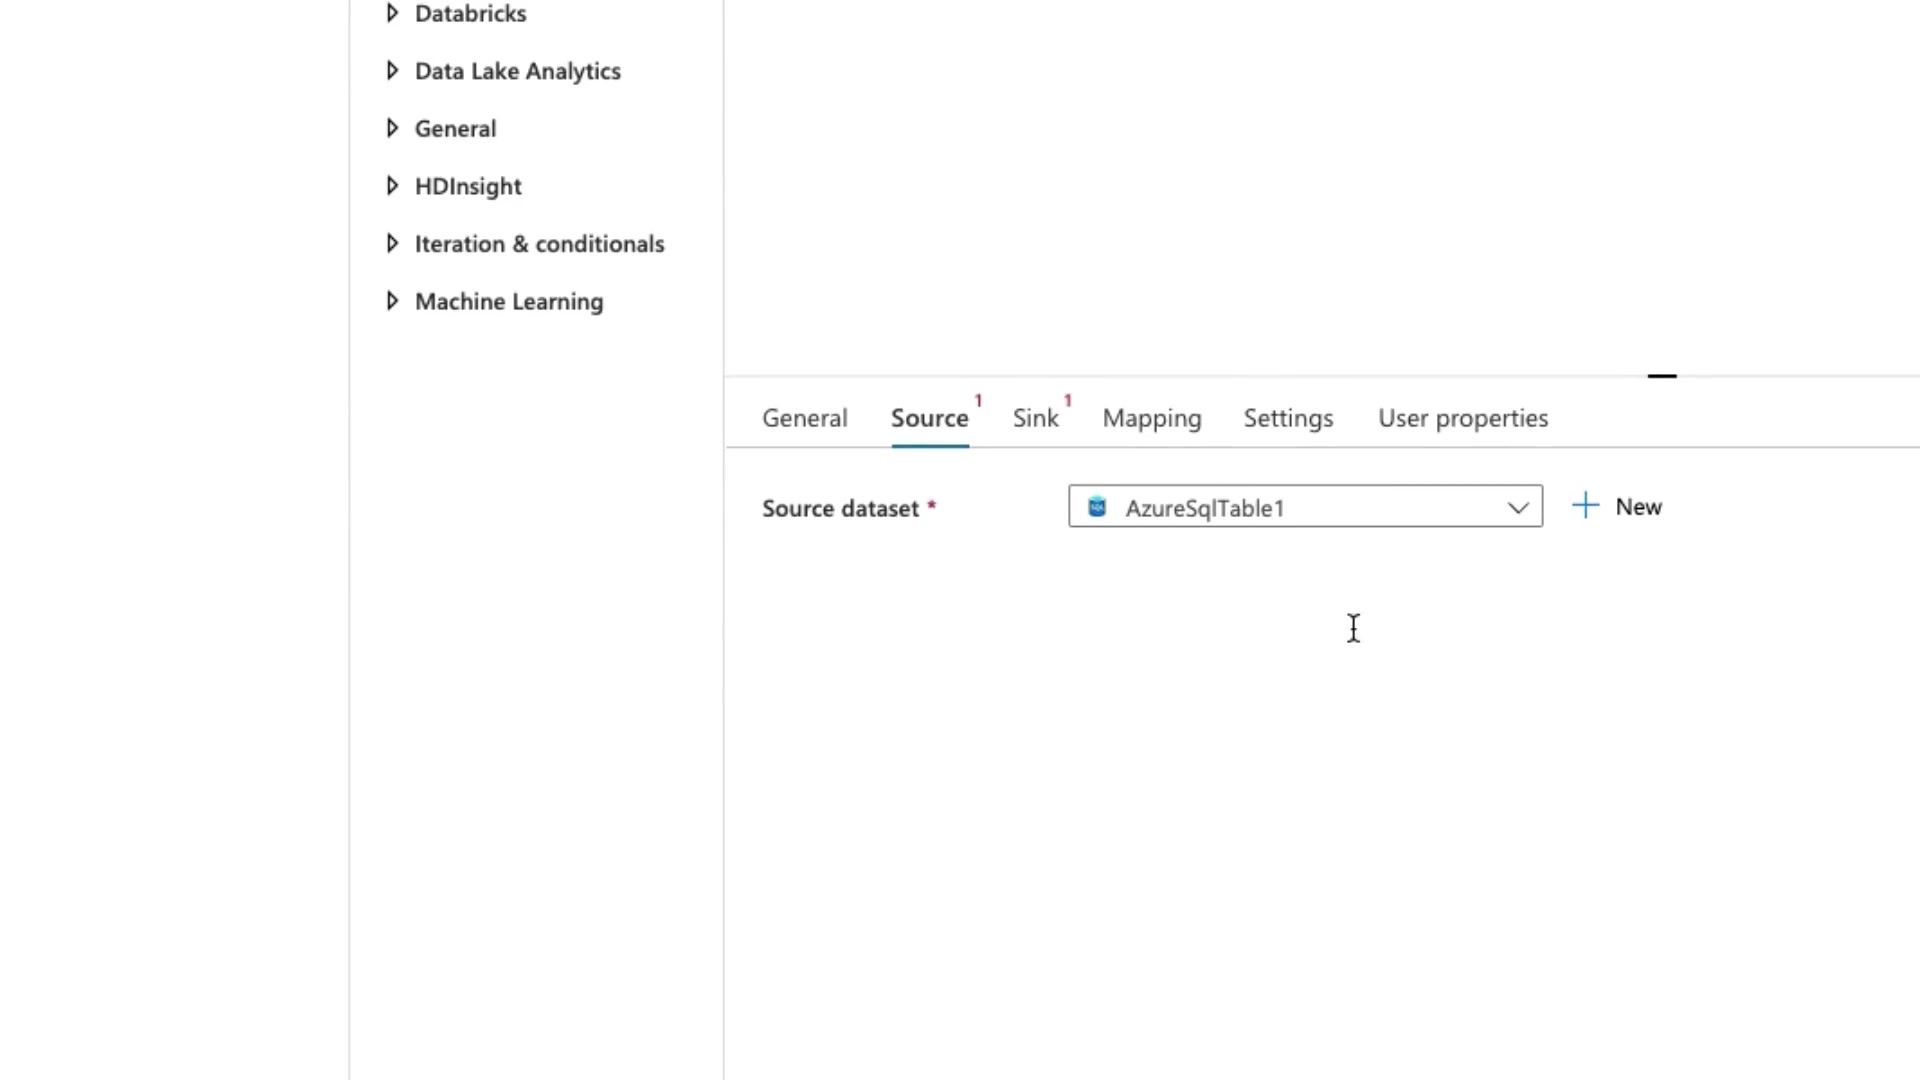 Databricks
Data Lake Analytics
General
HDInsight
Iteration & conditionals
Machine Learning
General Source 1 Sink 1 Mapping Settings User properties
Source dataset * AzureSqlTable1 New